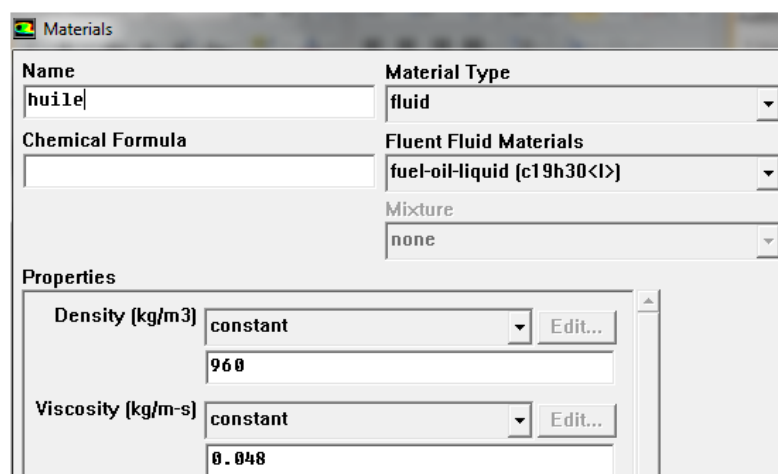 Materials
Name
huile
Material Type
fluid
Chemical Formula
Fluent Fluid Materials
fuel-oil-liquid (c19h30<l>)
Mixture
none
Properties
Density (kg/m3)
constant
Edit...
960
Viscosity (kg/m-s)
constant
Edit...
0.048